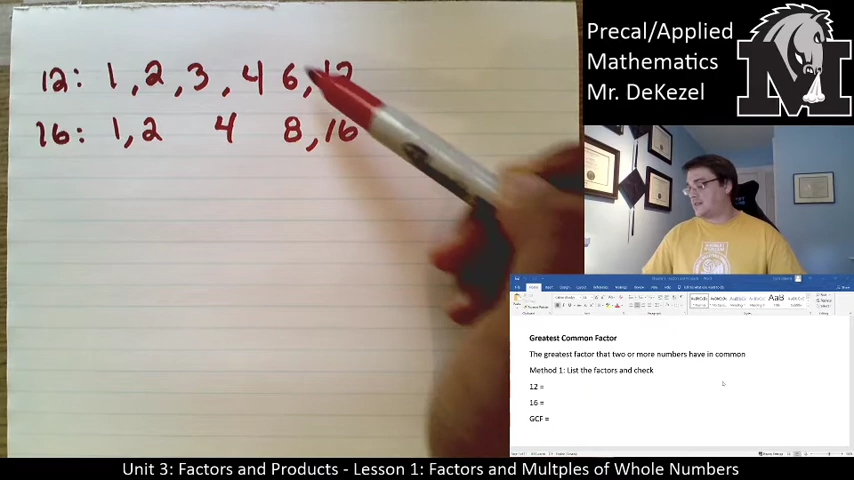 12: 1, 2, 3, 4 6, 12
16: 1, 2 4 8, 16
Precal/Applied
Mathematics
Mr. DeKezel
M
Greatest Common Factor
The greatest factor that two or more numbers have in common
Method 1: List the factors and check
12 =
16 =
GCF =
Unit 3: Factors and Products - Lesson 1: Factors and Multples of Whole Numbers